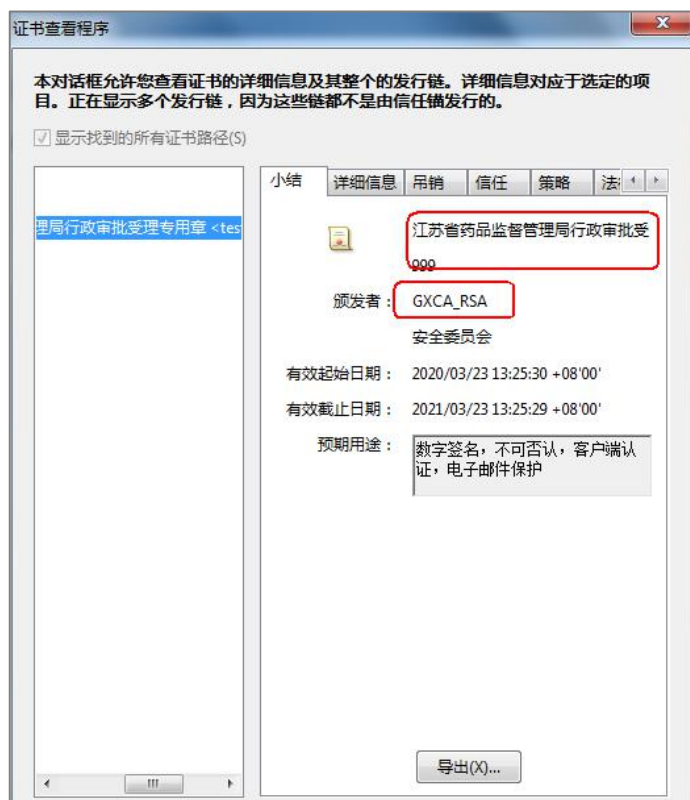 证书查看程序
本对话框允许您查看证书的详细信息及其整个的发行链。详细信息对应于选定的项
目。正在显示多个发行链，因为这些链都不是由信任锚发行的。
显示找到的所有证书路径(S)
理局行政审批受理专用章 <tes
小结 详细信息 吊销 信任 策略 法
江苏省药品监督管理局行政审批受
999
颁发者： GXCA_RSA
安全委员会
有效起始日期： 2020/03/23 13:25:30 +08'00'
有效截止日期： 2021/03/23 13:25:29 +08'00'
预期用途： 数字签名，不可否认，客户端认
证，电子邮件保护
导出(X)...